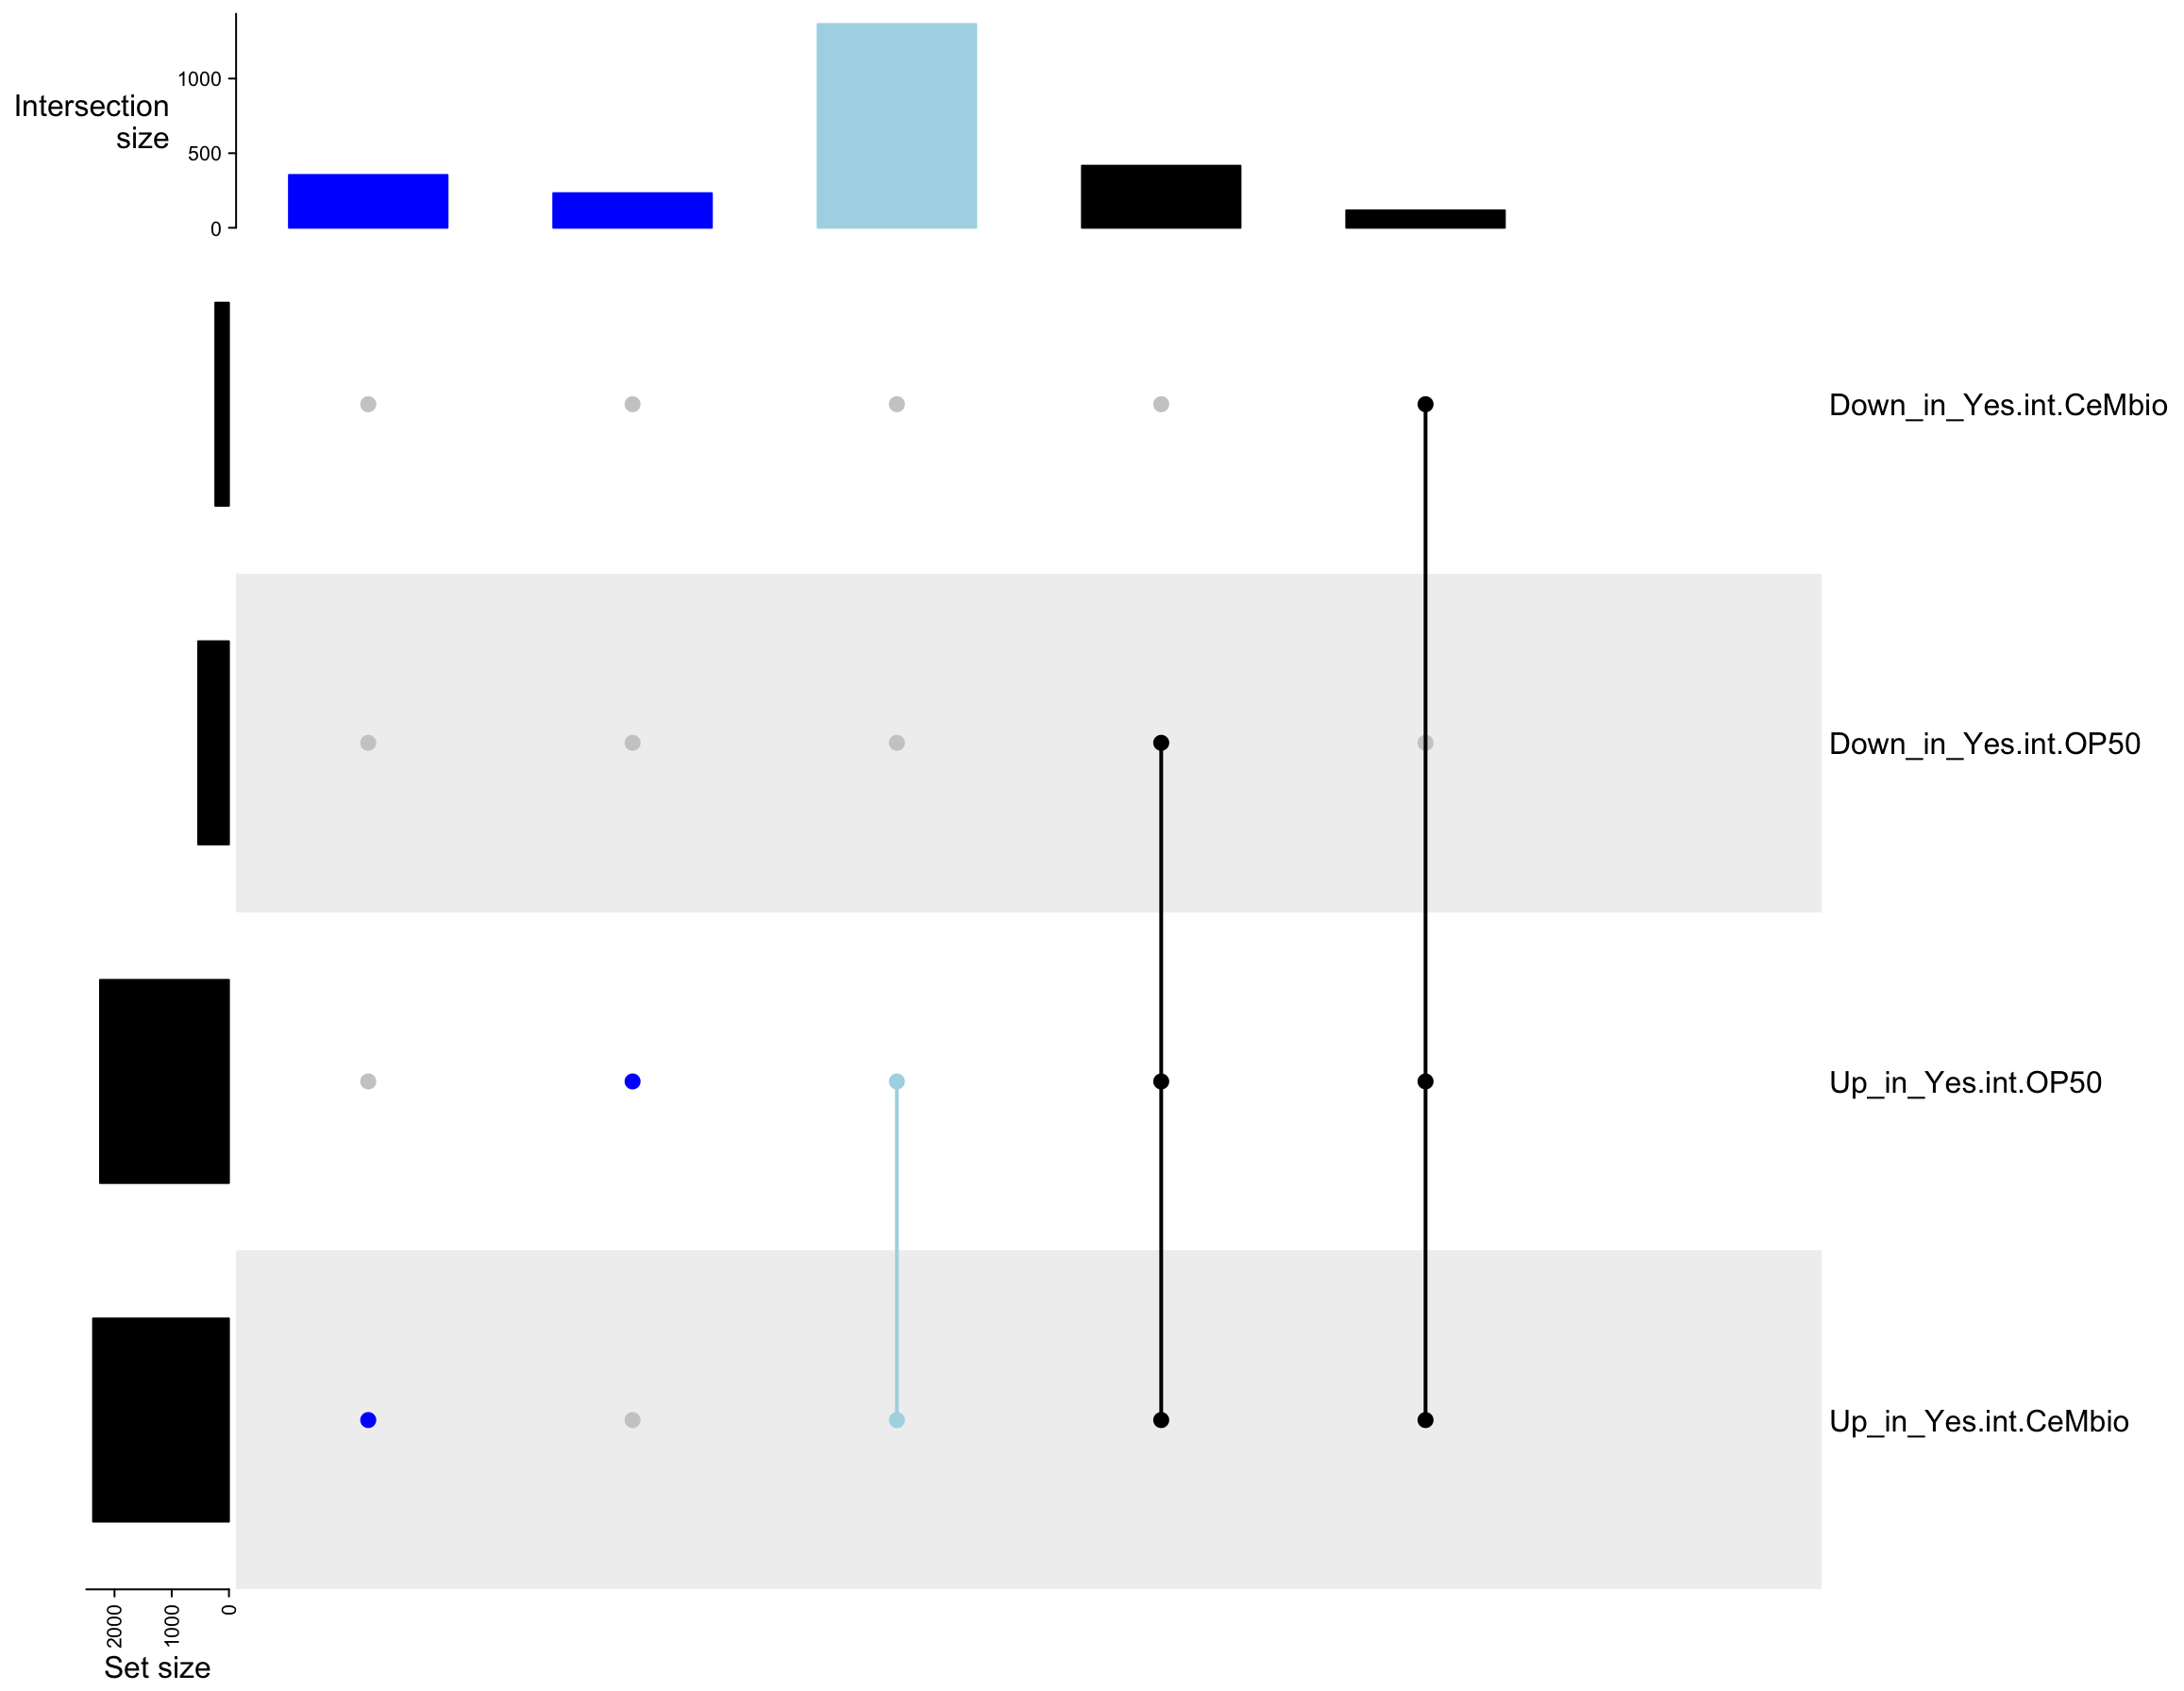 1000
Intersection
size
500
0
Down_in_Yes.int.CeMbio
Down_in_Yes.int.OP50
Up_in_Yes.int.OP50
Up_in_Yes.int.CeMbio
2000
1000
0
Set size